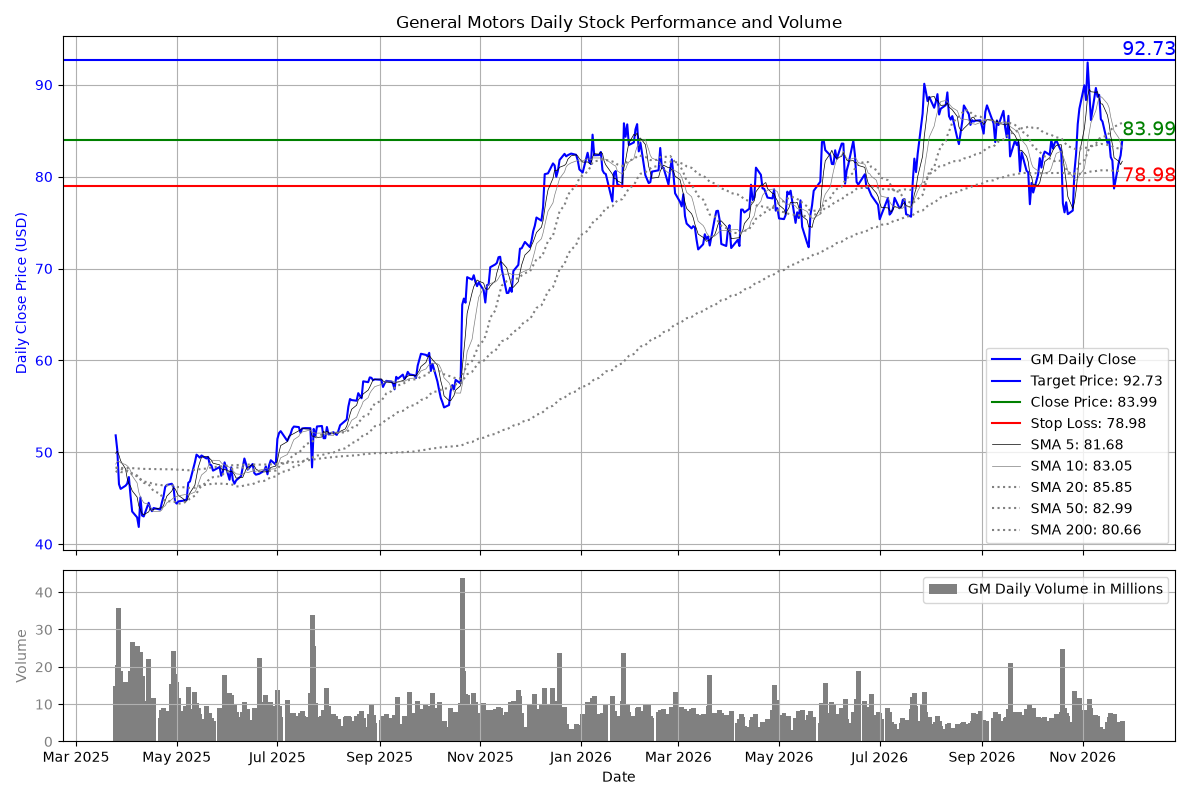 General Motors Daily Stock Performance and Volume
92.73
90
83.99
80
78.98
70
60
50
40
Daily Close Price (USD)
GM Daily Close
Target Price: 92.73
Close Price: 83.99
Stop Loss: 78.98
SMA 5: 81.68
SMA 10: 83.05
SMA 20: 85.85
SMA 50: 82.99
SMA 200: 80.66
GM Daily Volume in Millions
40
30
20
10
0
Volume
Mar 2025 May 2025 Jul 2025 Sep 2025 Nov 2025 Jan 2026 Mar 2026 May 2026 Jul 2026 Sep 2026 Nov 2026
Date